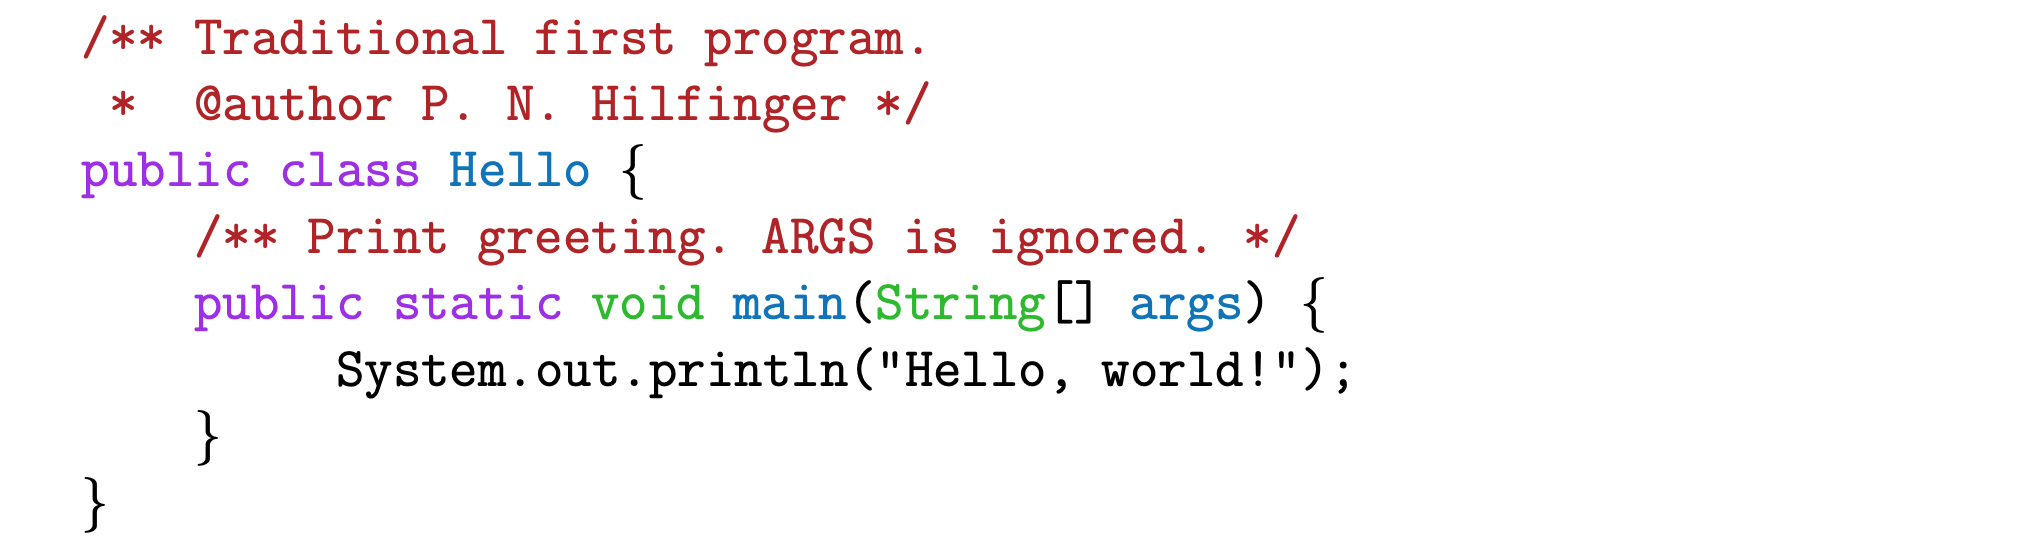 /** Traditional first program.
 *  @author P. N. Hilfinger */
public class Hello {
    /** Print greeting. ARGS is ignored. */
    public static void main(String[] args) {
         System.out.println("Hello, world!");
    }
}